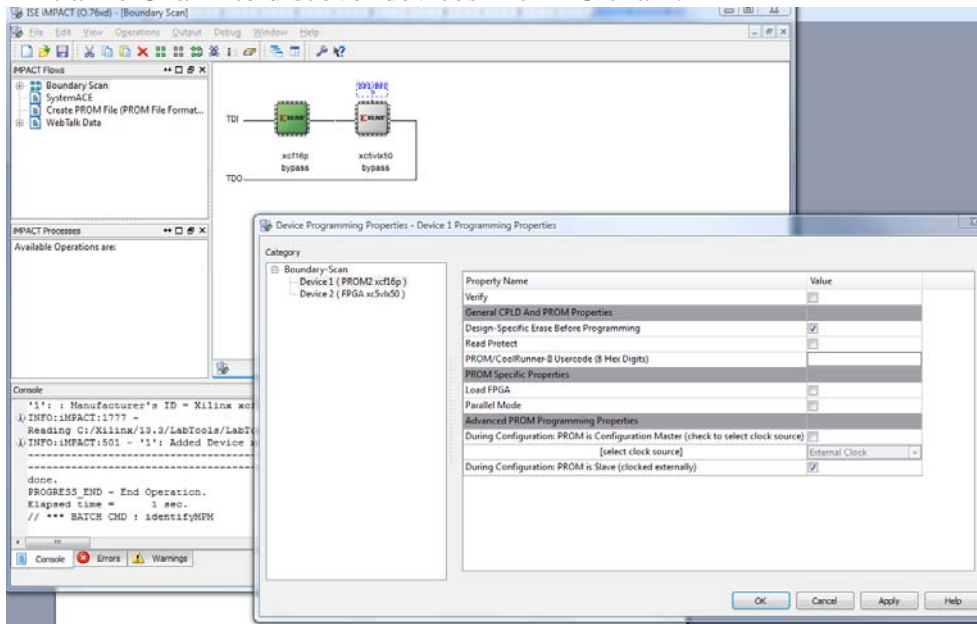 ISE iMPACT (O.76xd) - [Boundary Scan]
File Edit View Operations Output Debug Window Help
iMPACT Flows
Boundary Scan
SystemACE
Create PROM File (PROM File Format...
WebTalk Data
TDI
TDO
XILINX
XILINX
xcf16p
bypass
xc5vlx50
bypass
iMPACT Processes
Available Operations are:
Console
'1': : Manufacturer's ID = Xilinx
INFO:iMPACT:1777 -
Reading C:/Xilinx/13.3/LabTools/
INFO:iMPACT:501 - '1': Added Device
----------------------------------------
----------------------------------------
done.
PROGRESS_END - End Operation.
Elapsed time = 1 sec.
// *** BATCH CMD : identifyMPM
Console Errors Warnings
Device Programming Properties - Device 1 Programming Properties
Category
Boundary-Scan
Device 1 ( PROM2 xcf16p )
Device 2 ( FPGA xc5vlx50 )
Property Name Value
Verify
General CPLD And PROM Properties
Design-Specific Erase Before Programming
Read Protect
PROM/CoolRunner-II Usercode (8 Hex Digits)
PROM Specific Properties
Load FPGA
Parallel Mode
Advanced PROM Programming Properties
During Configuration: PROM is Configuration Master (check to select clock source)
[select clock source] External Clock
During Configuration: PROM is Slave (clocked externally)
OK Cancel Apply Help